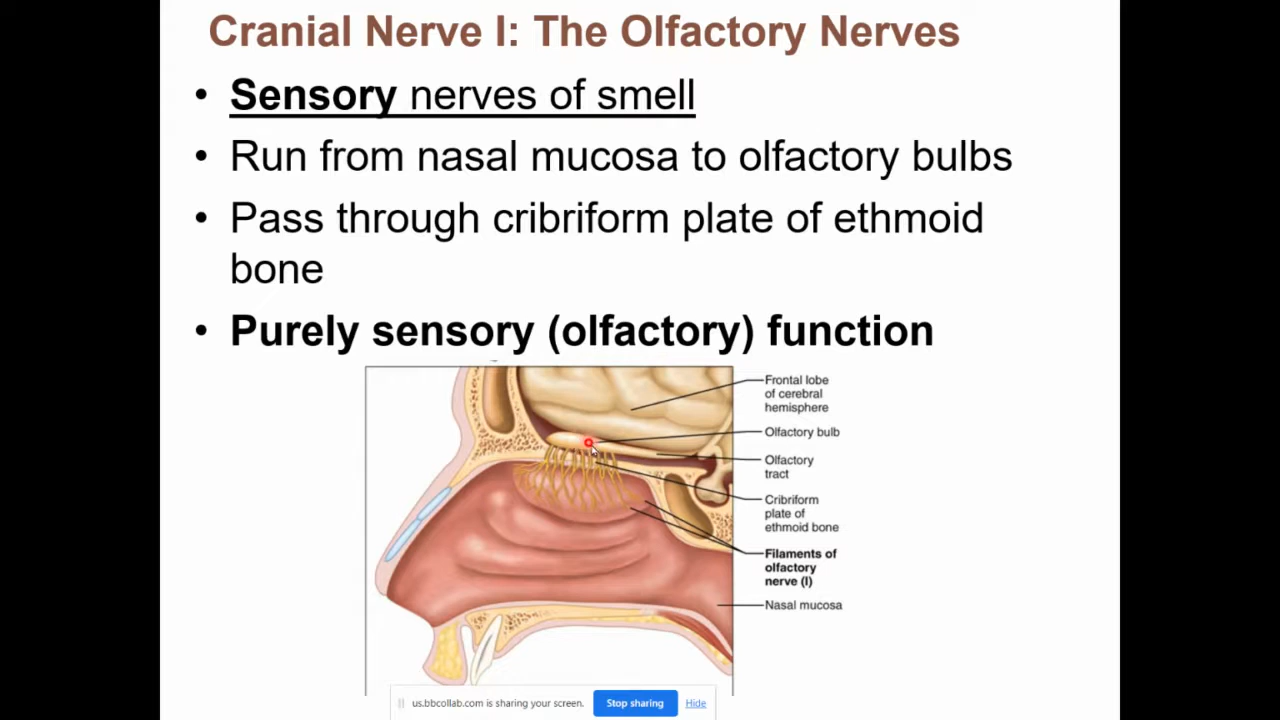 Cranial Nerve I: The Olfactory Nerves
• Sensory nerves of smell
• Run from nasal mucosa to olfactory bulbs
• Pass through cribriform plate of ethmoid
bone
• Purely sensory (olfactory) function
Frontal lobe
of cerebral
hemisphere
Olfactory bulb
Olfactory
tract
Cribriform
plate of
ethmoid bone
Filaments of
olfactory
nerve (I)
Nasal mucosa
us.bbcollab.com is sharing your screen.
Stop sharing
Hide